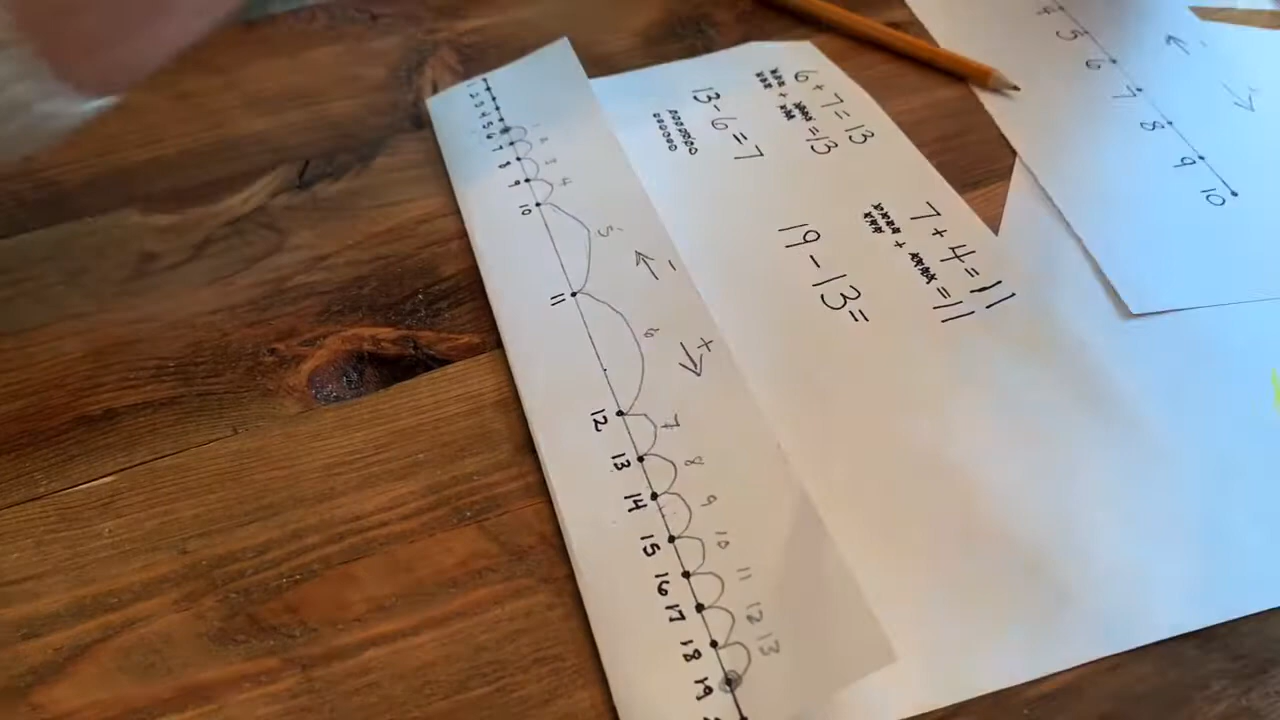 1 2 3 4 5 6 7 8 9 10 11 12 13 14 15 16 17 18 19
1 2 3 4 5 6 7 8 9 10 11 12 13
-
+
6 + 7 = 13
+ = 13
13 - 6 = 7
7 + 4 = 11
+ = 11
19 - 13 =
5 6 7 8 9 10